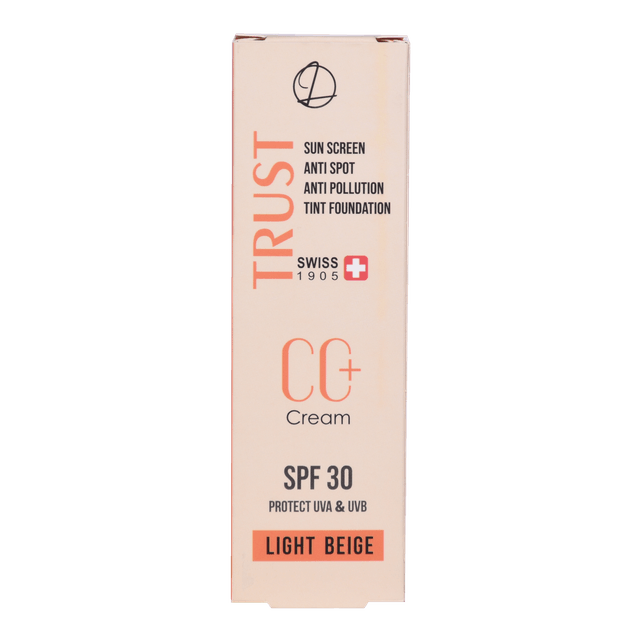 TRUST
SUN SCREEN
ANTI SPOT
ANTI POLLUTION
TINT FOUNDATION
SWISS
1905
CC+
Cream
SPF 30
PROTECT UVA & UVB
LIGHT BEIGE